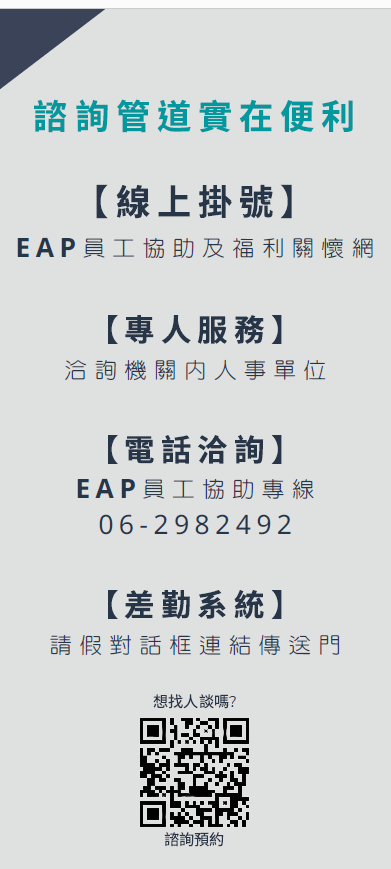 諮詢管道實在便利
【線上掛號】
EAP員工協助及福利關懷網
【專人服務】
洽詢機關內人事單位
【電話洽詢】
EAP員工協助專線
06-2982492
【差勤系統】
請假對話框連結傳送門
想找人談嗎?
諮詢預約